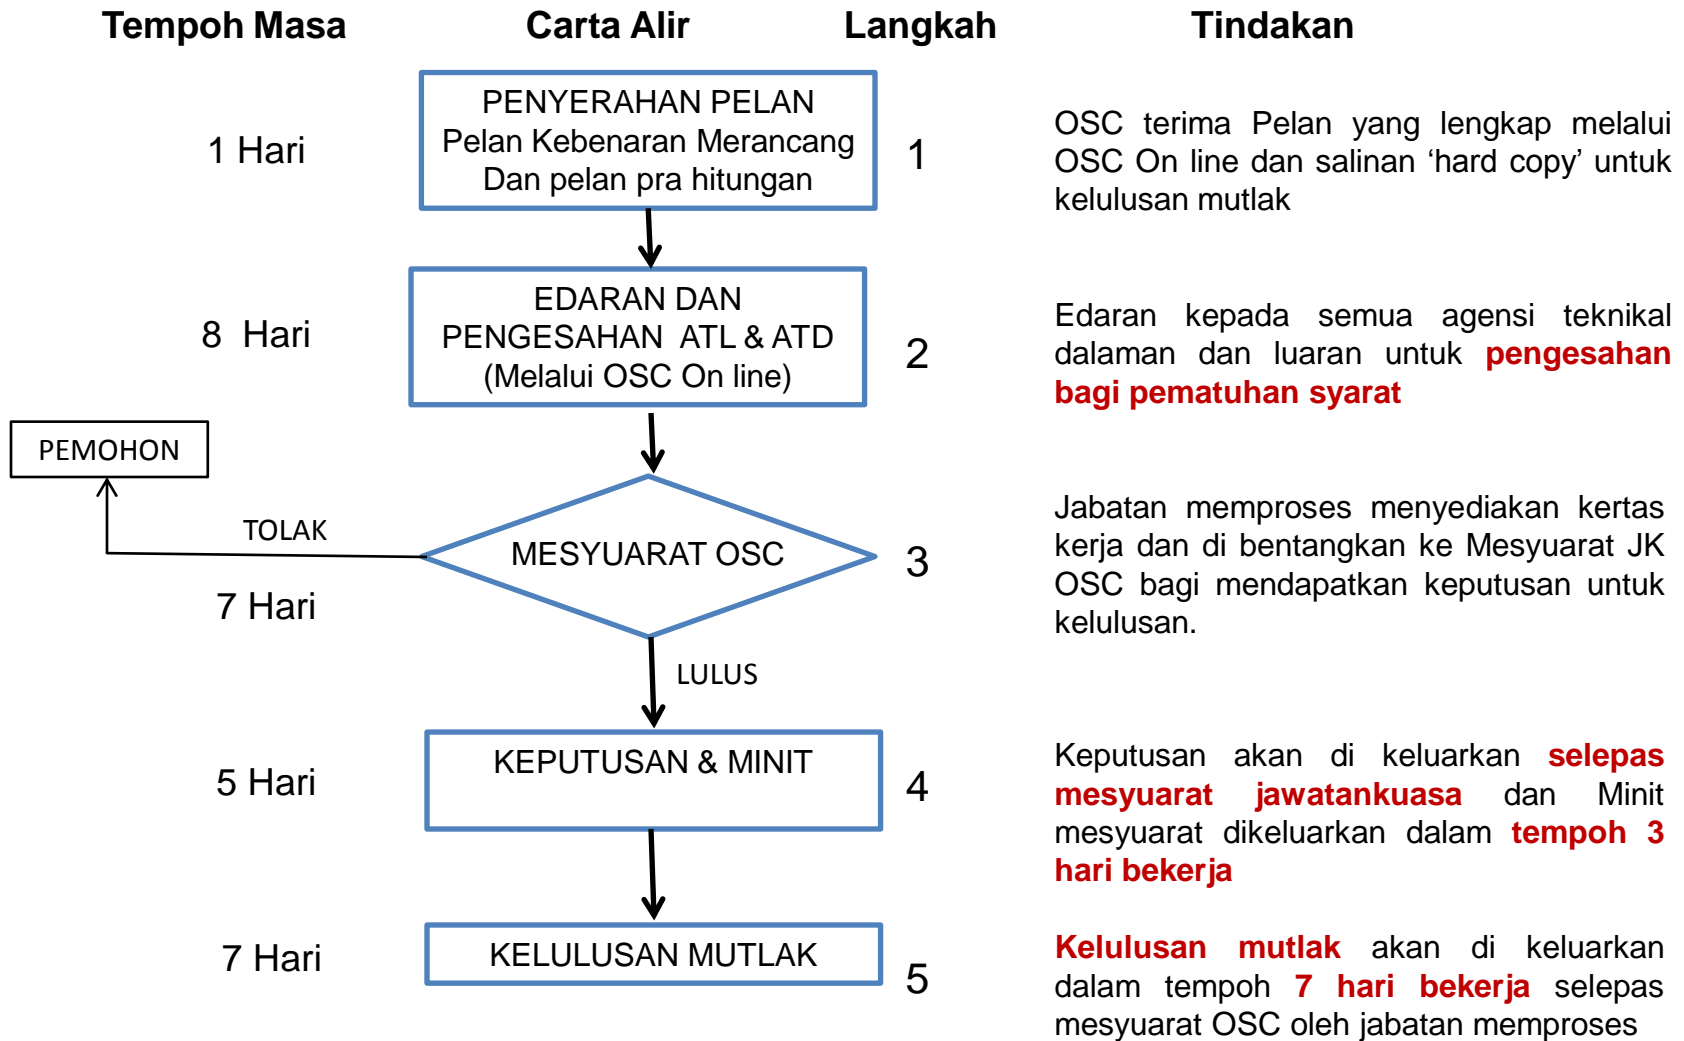 Tempoh Masa Carta Alir Langkah Tindakan
1 Hari
PENYERAHAN PELAN
Pelan Kebenaran Merancang
Dan pelan pra hitungan
1
OSC terima Pelan yang lengkap melalui
OSC On line dan salinan ‘hard copy’ untuk
kelulusan mutlak
8 Hari
EDARAN DAN
PENGESAHAN ATL & ATD
(Melalui OSC On line)
2
Edaran kepada semua agensi teknikal
dalaman dan luaran untuk pengesahan
bagi pematuhan syarat
PEMOHON
TOLAK
7 Hari
MESYUARAT OSC
3
Jabatan memproses menyediakan kertas
kerja dan di bentangkan ke Mesyuarat JK
OSC bagi mendapatkan keputusan untuk
kelulusan.
LULUS
5 Hari
KEPUTUSAN & MINIT
4
Keputusan akan di keluarkan selepas
mesyuarat jawatankuasa dan Minit
mesyuarat dikeluarkan dalam tempoh 3
hari bekerja
7 Hari
KELULUSAN MUTLAK
5
Kelulusan mutlak akan di keluarkan
dalam tempoh 7 hari bekerja selepas
mesyuarat OSC oleh jabatan memproses